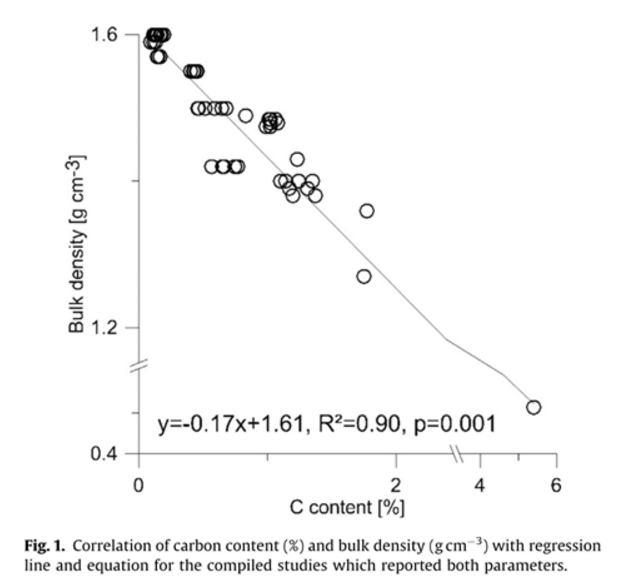 1.6
Bulk density [g cm-3]
1.2
y=-0.17x+1.61, R²=0.90, p=0.001
0.4
0 2 4 6
C content [%]
Fig. 1. Correlation of carbon content (%) and bulk density (g cm−3) with regression
line and equation for the compiled studies which reported both parameters.